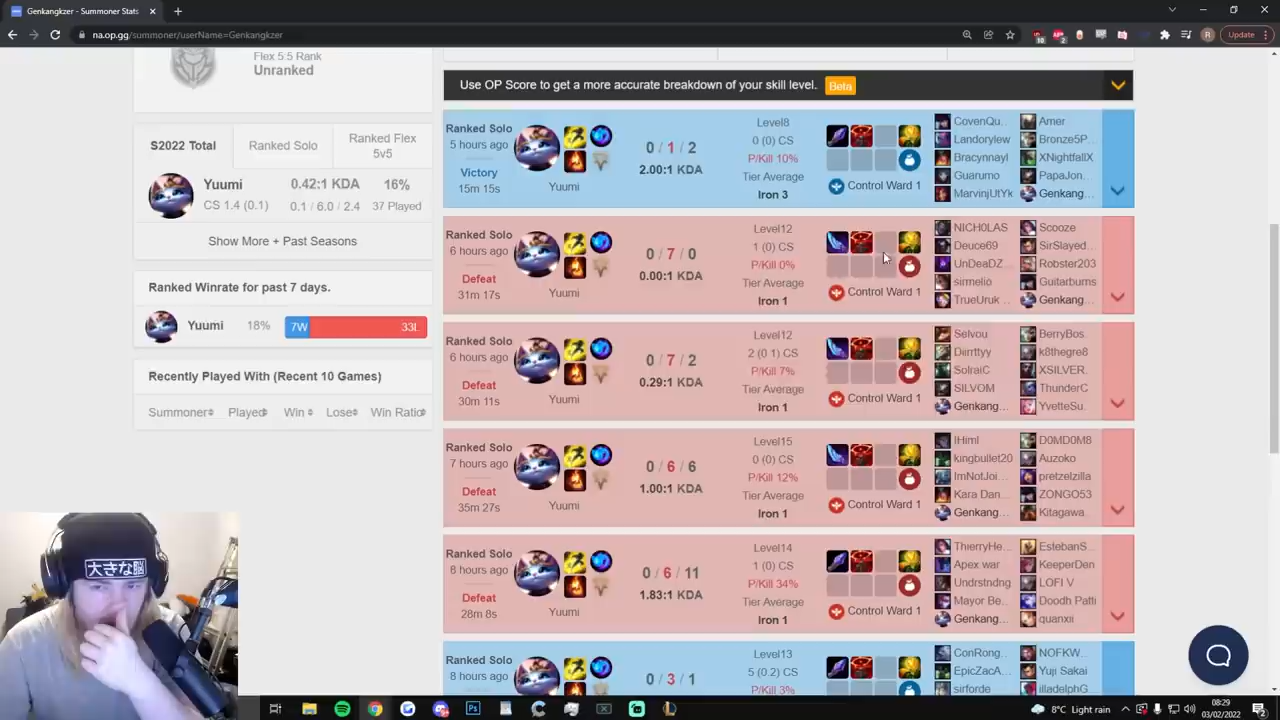 Genkangkzer - Summoner Stats
na.op.gg/summoner/userName=Genkangkzer
Update
Flex 5:5 Rank
Unranked
S2022 Total
Ranked Solo
Ranked Flex
5v5
Yuumi
0.42:1 KDA
16%
CS 1.4 (0.1)
0.1 / 6.0 / 2.4
37 Played
Show More + Past Seasons
Ranked Winrate for past 7 days.
Yuumi
18%
7W
33L
Recently Played With (Recent 10 Games)
Summoner
Played
Win
Lose
Win Ratio
Use OP Score to get a more accurate breakdown of your skill level.
Beta
Ranked Solo
5 hours ago
Victory
15m 15s
Yuumi
0 / 1 / 2
2.00:1 KDA
Level8
0 (0) CS
P/Kill 10%
Tier Average
Iron 3
Control Ward 1
CovenQu...
Landorylew
Bracynnayl
Guarumo
MarvinjUtYk
Amer
Bronze5P...
XNightfallX
PapaJon...
Genkang...
Ranked Solo
6 hours ago
Defeat
31m 17s
Yuumi
0 / 7 / 0
0.00:1 KDA
Level12
1 (0) CS
P/Kill 0%
Tier Average
Iron 1
Control Ward 1
NICH0LAS
Deuce69
UnDeaDZ...
sirmelio
TrueUruk ...
Scooze
SirSlayed...
Robster203
Guitarbums
Genkang...
Ranked Solo
6 hours ago
Defeat
30m 11s
Yuumi
0 / 7 / 2
0.29:1 KDA
Level12
2 (0 1) CS
P/Kill 7%
Tier Average
Iron 1
Control Ward 1
Selvou
Dirrttyy
SolraiC
SILVOM
Genkang...
BerryBos
k8thegre8
XSILVER.
ThunderC
YvetteSu.
Ranked Solo
7 hours ago
Defeat
35m 27s
Yuumi
0 / 6 / 6
1.00:1 KDA
Level15
0 (0) CS
P/Kill 12%
Tier Average
Iron 1
Control Ward 1
IHiml
kingbullet20
ImNotJoi...
Kara Dan...
Genkang...
D0MD0M8
Auzoko
pretzelzilla
ZONGO53
Kitagawa.
Ranked Solo
8 hours ago
Defeat
28m 8s
Yuumi
0 / 6 / 11
1.83:1 KDA
Level14
1 (0) CS
P/Kill 34%
Tier Average
Iron 1
Control Ward 1
ThierryHe...
Apex war
Undrstndng
Mayor Be...
Genkang...
EstebanS...
KeeperDen
LOFI V
Doodh Patti
quanxii
Ranked Solo
8 hours ago
0 / 3 / 1
Level13
5 (0.2) CS
P/Kill 3%
ConRong...
EpicZacA...
sirforde
NOFKW...
Yuji Sakai
illadelphG
大きな脳
8°C Light rain
08:29
03/02/2022